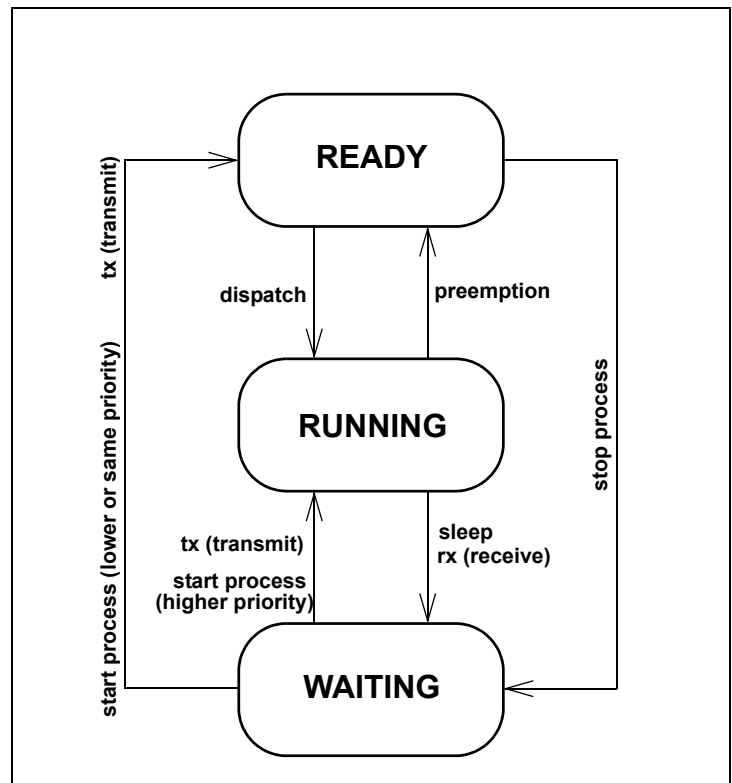 READY
tx (transmit)
dispatch
preemption
start process (lower or same priority)
RUNNING
stop process
tx (transmit)
start process
(higher priority)
sleep
rx (receive)
WAITING